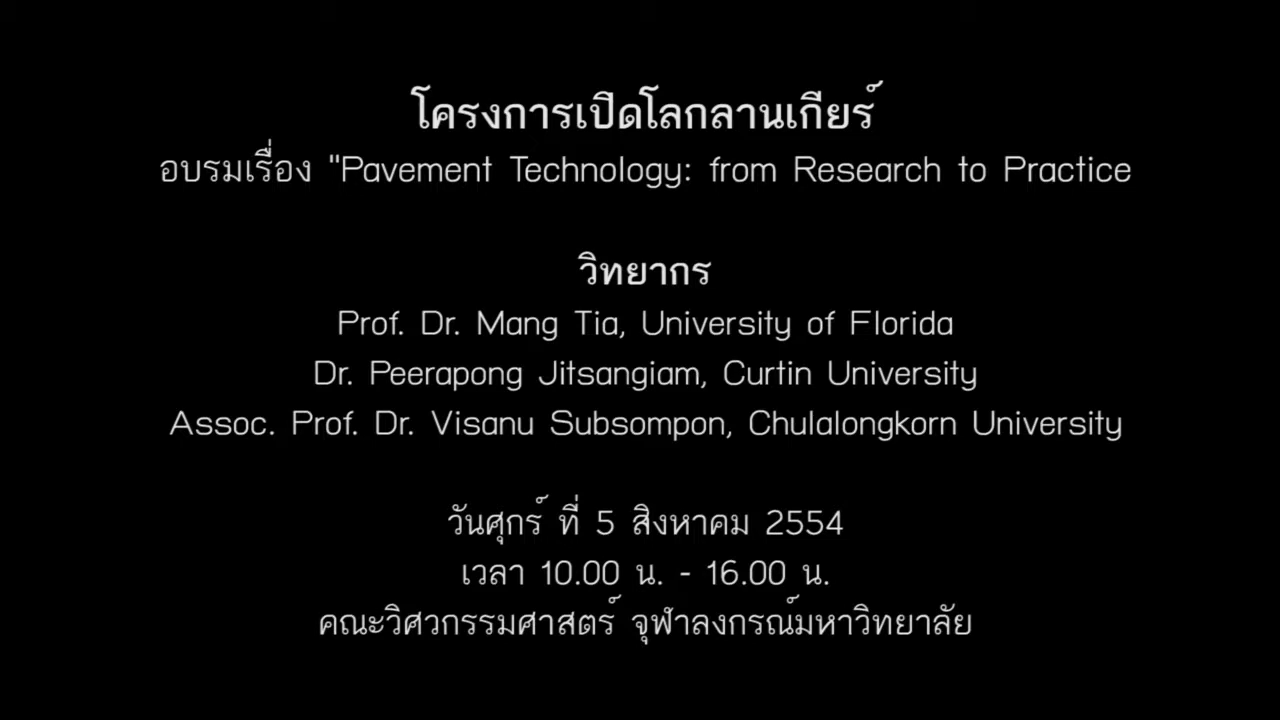 โครงการเปิดโลกลานเกียร์
อบรมเรื่อง "Pavement Technology: from Research to Practice
วิทยากร
Prof. Dr. Mang Tia, University of Florida
Dr. Peerapong Jitsangiam, Curtin University
Assoc. Prof. Dr. Visanu Subsompon, Chulalongkorn University
วันศุกร์ ที่ 5 สิงหาคม 2554
เวลา 10.00 น. - 16.00 น.
คณะวิศวกรรมศาสตร์ จุฬาลงกรณ์มหาวิทยาลัย